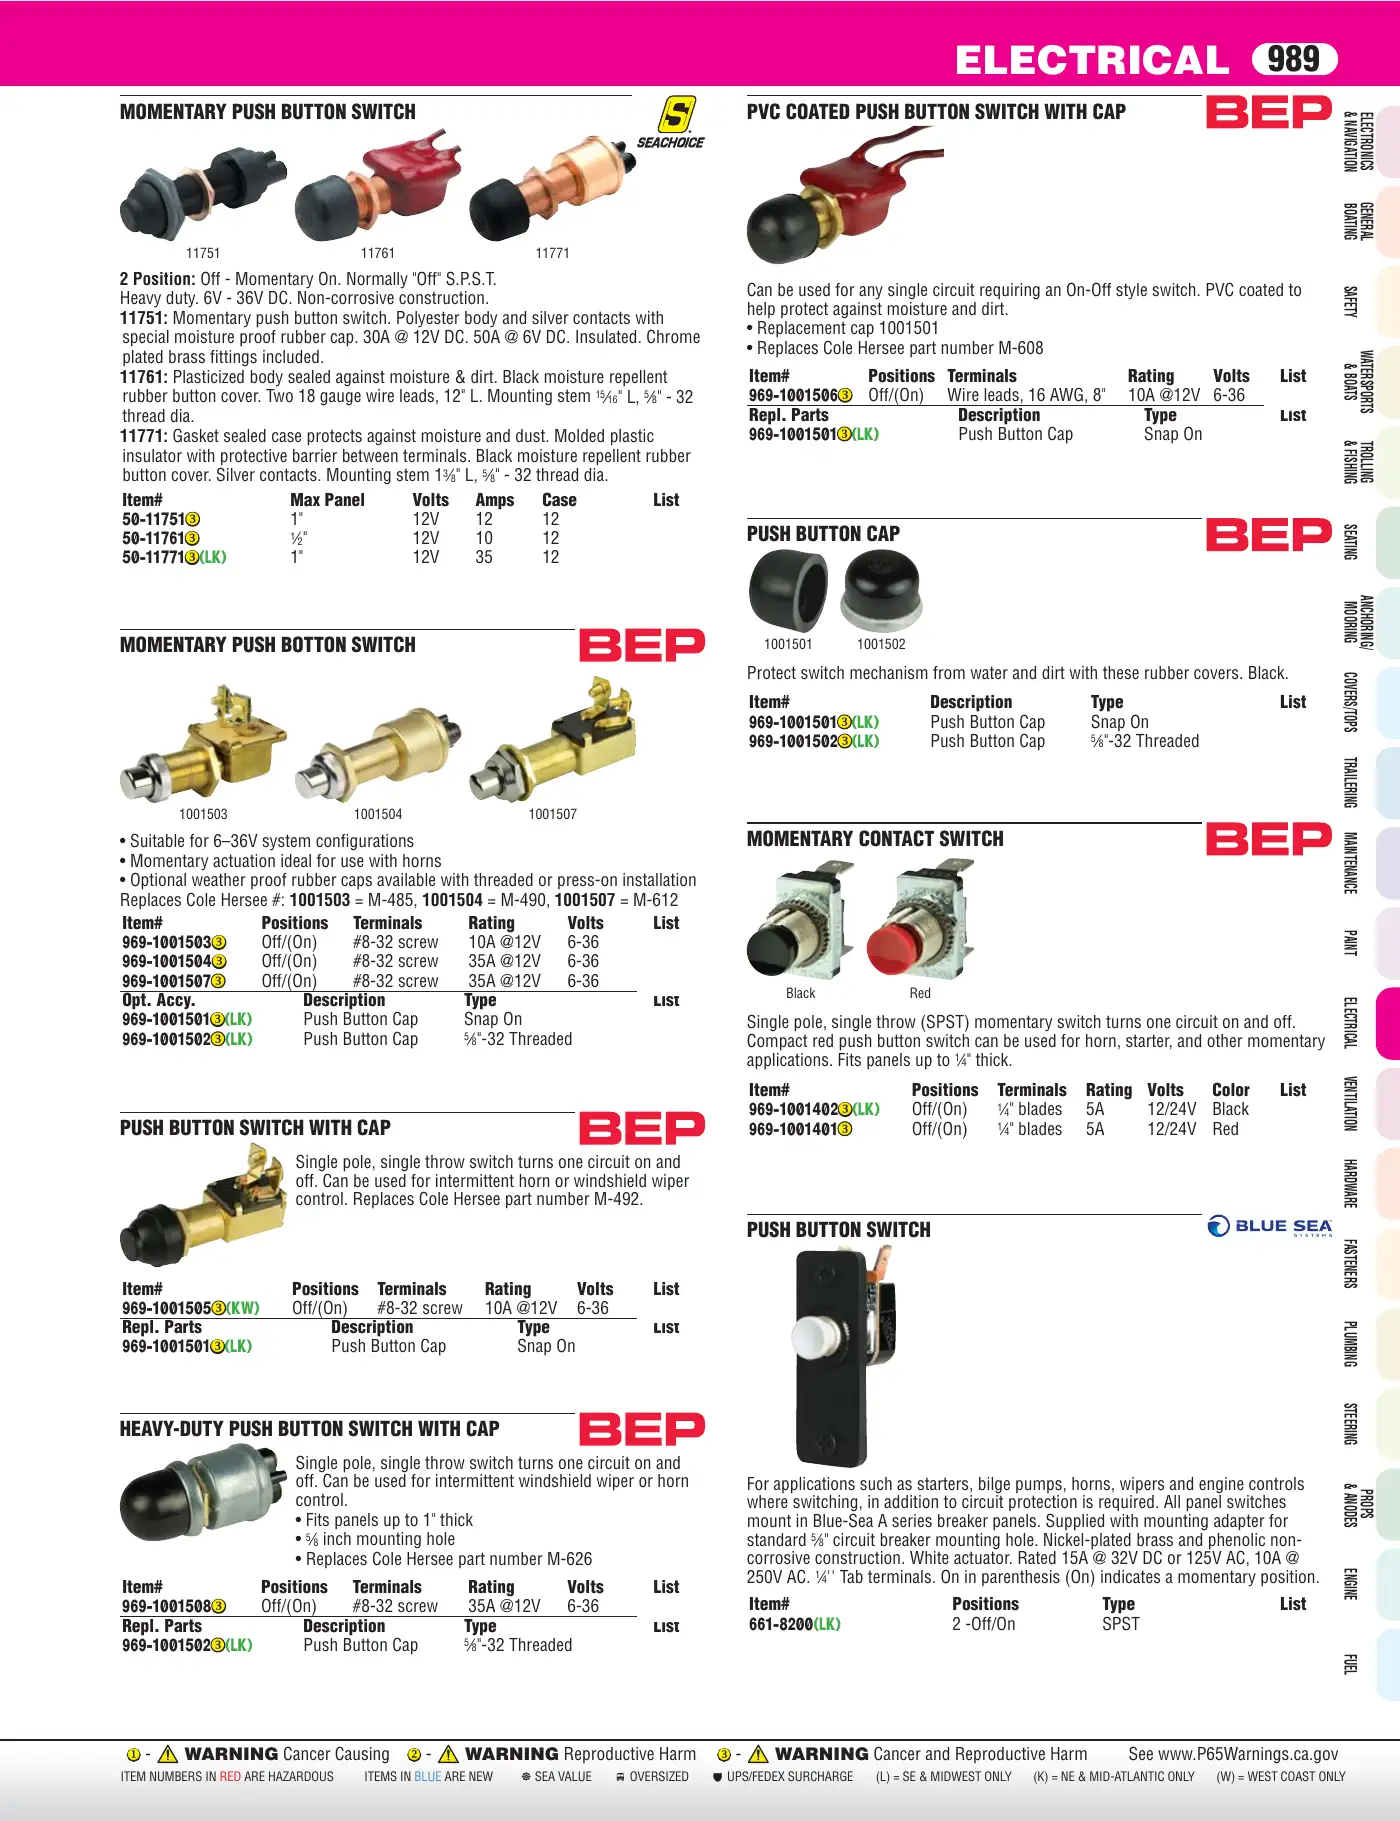 ELECTRICAL 989
MOMENTARY PUSH BUTTON SWITCH
S
SEACHOICE
11751 11761 11771
2 Position: Off - Momentary On. Normally "Off" S.P.S.T.
Heavy duty. 6V - 36V DC. Non-corrosive construction.
11751: Momentary push button switch. Polyester body and silver contacts with
special moisture proof rubber cap. 30A @ 12V DC. 50A @ 6V DC. Insulated. Chrome
plated brass fittings included.
11761: Plasticized body sealed against moisture & dirt. Black moisture repellent
rubber button cover. Two 18 gauge wire leads, 12" L. Mounting stem 15⁄16" L, 5⁄8" - 32
thread dia.
11771: Gasket sealed case protects against moisture and dust. Molded plastic
insulator with protective barrier between terminals. Black moisture repellent rubber
button cover. Silver contacts. Mounting stem 13⁄8" L, 5⁄8" - 32 thread dia.
Item# Max Panel Volts Amps Case List
50-11751 3 1" 12V 12 12
50-11761 3 1⁄2" 12V 10 12
50-11771 3 (LK) 1" 12V 35 12
MOMENTARY PUSH BOTTON SWITCH
BEP
1001503 1001504 1001507
• Suitable for 6–36V system configurations
• Momentary actuation ideal for use with horns
• Optional weather proof rubber caps available with threaded or press-on installation
Replaces Cole Hersee #: 1001503 = M-485, 1001504 = M-490, 1001507 = M-612
Item# Positions Terminals Rating Volts List
969-1001503 3 Off/(On) #8-32 screw 10A @12V 6-36
969-1001504 3 Off/(On) #8-32 screw 35A @12V 6-36
969-1001507 3 Off/(On) #8-32 screw 35A @12V 6-36
Opt. Accy. Description Type List
969-1001501 3 (LK) Push Button Cap Snap On
969-1001502 3 (LK) Push Button Cap 5⁄8"-32 Threaded
PUSH BUTTON SWITCH WITH CAP
BEP
Single pole, single throw switch turns one circuit on and
off. Can be used for intermittent horn or windshield wiper
control. Replaces Cole Hersee part number M-492.
Item# Positions Terminals Rating Volts List
969-1001505 3 (KW) Off/(On) #8-32 screw 10A @12V 6-36
Repl. Parts Description Type List
969-1001501 3 (LK) Push Button Cap Snap On
HEAVY-DUTY PUSH BUTTON SWITCH WITH CAP
BEP
Single pole, single throw switch turns one circuit on and
off. Can be used for intermittent windshield wiper or horn
control.
• Fits panels up to 1" thick
• 5⁄8 inch mounting hole
• Replaces Cole Hersee part number M-626
Item# Positions Terminals Rating Volts List
969-1001508 3 Off/(On) #8-32 screw 35A @12V 6-36
Repl. Parts Description Type List
969-1001502 3 (LK) Push Button Cap 5⁄8"-32 Threaded
PVC COATED PUSH BUTTON SWITCH WITH CAP
BEP
Can be used for any single circuit requiring an On-Off style switch. PVC coated to
help protect against moisture and dirt.
• Replacement cap 1001501
• Replaces Cole Hersee part number M-608
Item# Positions Terminals Rating Volts List
969-1001506 3 Off/(On) Wire leads, 16 AWG, 8" 10A @12V 6-36
Repl. Parts Description Type List
969-1001501 3 (LK) Push Button Cap Snap On
PUSH BUTTON CAP
BEP
1001501 1001502
Protect switch mechanism from water and dirt with these rubber covers. Black.
Item# Description Type List
969-1001501 3 (LK) Push Button Cap Snap On
969-1001502 3 (LK) Push Button Cap 5⁄8"-32 Threaded
MOMENTARY CONTACT SWITCH
BEP
Black Red
Single pole, single throw (SPST) momentary switch turns one circuit on and off.
Compact red push button switch can be used for horn, starter, and other momentary
applications. Fits panels up to 1⁄4" thick.
Item# Positions Terminals Rating Volts Color List
969-1001402 3 (LK) Off/(On) 1⁄4" blades 5A 12/24V Black
969-1001401 3 Off/(On) 1⁄4" blades 5A 12/24V Red
PUSH BUTTON SWITCH
BLUE SEA
SYSTEMS
For applications such as starters, bilge pumps, horns, wipers and engine controls
where switching, in addition to circuit protection is required. All panel switches
mount in Blue-Sea A series breaker panels. Supplied with mounting adapter for
standard 5⁄8" circuit breaker mounting hole. Nickel-plated brass and phenolic non-
corrosive construction. White actuator. Rated 15A @ 32V DC or 125V AC, 10A @
250V AC. 1⁄4'' Tab terminals. On in parenthesis (On) indicates a momentary position.
Item# Positions Type List
661-8200(LK) 2 -Off/On SPST
ELECTRONICS
& NAVIGATION
GENERAL
BOATING
SAFETY
WATERSPORTS
& BOATS
TROLLING
& FISHING
SEATING
ANCHORING/
MOORING
COVERS/TOPS
TRAILERING
MAINTENANCE
PAINT
ELECTRICAL
VENTILATION
HARDWARE
FASTENERS
PLUMBING
STEERING
PROPS
& ANODES
ENGINE
FUEL
1 - WARNING Cancer Causing 2 - WARNING Reproductive Harm 3 - WARNING Cancer and Reproductive Harm See www.P65Warnings.ca.gov
ITEM NUMBERS IN RED ARE HAZARDOUS ITEMS IN BLUE ARE NEW SEA VALUE OVERSIZED UPS/FEDEX SURCHARGE (L) = SE & MIDWEST ONLY (K) = NE & MID-ATLANTIC ONLY (W) = WEST COAST ONLY